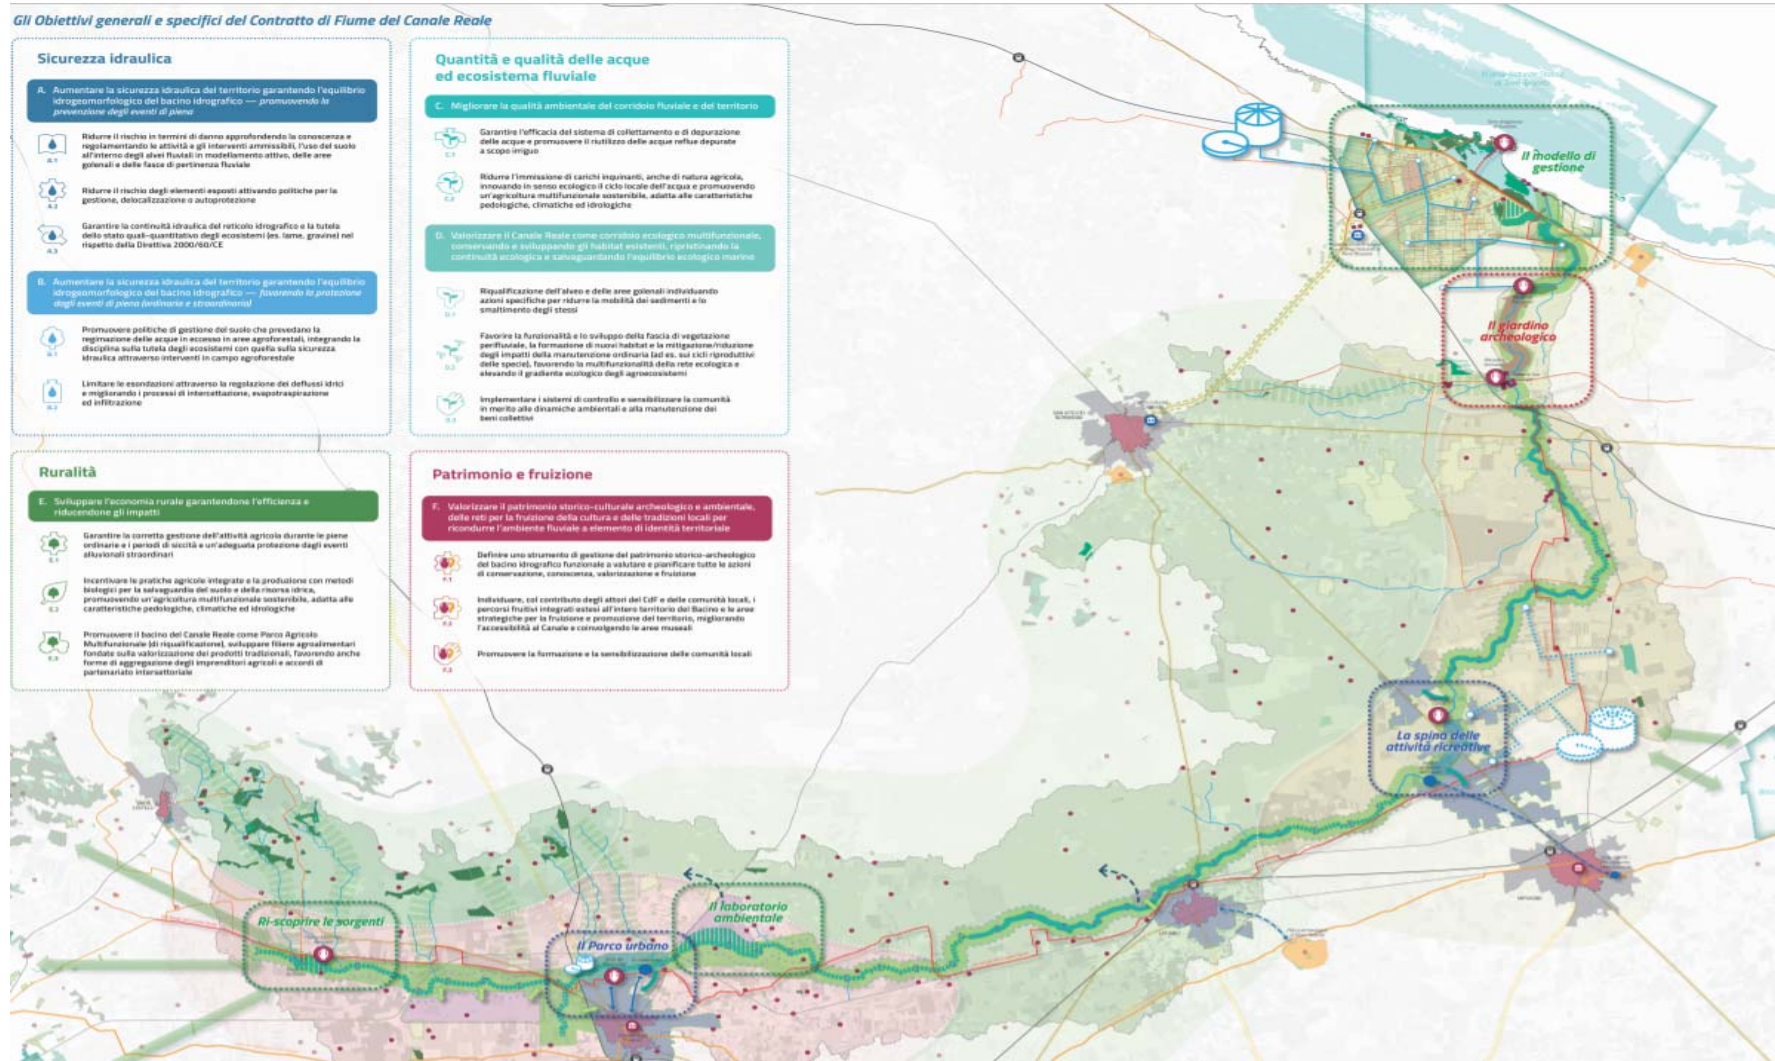 Gli Obiettivi generali e specifici del Contratto di Fiume del Canale Reale
Sicurezza idraulica
A. Aumentare la sicurezza idraulica del territorio garantendo l'equilibrio
idrogeomorfologico del bacino idrografico — promuovendo la
prevenzione degli eventi di piena
Ridurre il rischio in termini di danno approfondendo la conoscenza e
regolamentando le attività e gli interventi ammissibili, l'uso del suolo
all'interno degli alvei fluviali in modellamento attivo, delle aree
golenali e delle fasce di pertinenza fluviale
A.1
Ridurre il rischio degli elementi esposti attivando politiche per la
gestione, delocalizzazione o autoprotezione
A.2
Garantire la continuità idraulica del reticolo idrografico e la tutela
dello stato quali-quantitativo degli ecosistemi (es. lame, gravine) nel
rispetto della Direttiva 2000/60/CE
A.3
B. Aumentare la sicurezza idraulica del territorio garantendo l'equilibrio
idrogeomorfologico del bacino idrografico — favorendo la protezione
dagli eventi di piena (ordinaria e straordinaria)
Promuovere politiche di gestione del suolo che prevedano la
regimazione delle acque in eccesso in aree agroforestali, integrando la
disciplina sulla tutela degli ecosistemi con quella sulla sicurezza
idraulica attraverso interventi in campo agroforestale
B.1
Limitare le esondazioni attraverso la regolazione dei deflussi idrici
e migliorando i processi di intercettazione, evapotraspirazione
ed infiltrazione
B.2
Quantità e qualità delle acque
ed ecosistema fluviale
C. Migliorare la qualità ambientale del corridoio fluviale e del territorio
Garantire l'efficacia del sistema di collettamento e di depurazione
delle acque e promuovere il riutilizzo delle acque reflue depurate
a scopo irriguo
C.1
Ridurre l'immissione di carichi inquinanti, anche di natura agricola,
innovando in senso ecologico il ciclo locale dell'acqua e promuovendo
un'agricoltura multifunzionale sostenibile, adatta alle caratteristiche
pedologiche, climatiche ed idrologiche
C.2
D. Valorizzare il Canale Reale come corridoio ecologico multifunzionale,
conservando e sviluppando gli habitat esistenti, ripristinando la
continuità ecologica e salvaguardando l'equilibrio ecologico marino
Riqualificazione dell'alveo e delle aree golenali individuando
azioni specifiche per ridurre la mobilità dei sedimenti e lo
smaltimento degli stessi
D.1
Favorire la funzionalità e lo sviluppo della fascia di vegetazione
perifluviale, la formazione di nuovi habitat e la mitigazione/riduzione
degli impatti della manutenzione ordinaria (ad es. sui cicli riproduttivi
delle specie), favorendo la multifunzionalità della rete ecologica e
elevando il gradiente ecologico degli agroecosistemi
D.2
Implementare i sistemi di controllo e sensibilizzare la comunità
in merito alle dinamiche ambientali e alla manutenzione dei
beni collettivi
D.3
Ruralità
E. Sviluppare l'economia rurale garantendone l'efficienza e
riducendone gli impatti
Garantire la corretta gestione dell'attività agricola durante le piene
ordinarie e i periodi di siccità e un'adeguata protezione dagli eventi
alluvionali straordinari
E.1
Incentivare le pratiche agricole integrate e la produzione con metodi
biologici per la salvaguardia del suolo e della risorsa idrica,
promuovendo un'agricoltura multifunzionale sostenibile, adatta alle
caratteristiche pedologiche, climatiche ed idrologiche
E.2
Promuovere il bacino del Canale Reale come Parco Agricolo
Multifunzionale (di riqualificazione), sviluppare filiere agroalimentari
fondate sulla valorizzazione dei prodotti tradizionali, favorendo anche
forme di aggregazione degli imprenditori agricoli e accordi di
partenariato intersettoriale
E.3
Patrimonio e fruizione
F. Valorizzare il patrimonio storico-culturale archeologico e ambientale,
delle reti per la fruizione della cultura e delle tradizioni locali per
ricondurre l'ambiente fluviale a elemento di identità territoriale
Definire uno strumento di gestione del patrimonio storico-archeologico
del bacino idrografico funzionale a valutare e pianificare tutte le azioni
di conservazione, conoscenza, valorizzazione e fruizione
F.1
Individuare, col contributo degli attori del CdF e delle comunità locali, i
percorsi fruitivi integrati estesi all'intero territorio del Bacino e le aree
strategiche per la fruizione e promozione del territorio, migliorando
l'accessibilità al Canale e coinvolgendo le aree museali
F.2
Promuovere la formazione e la sensibilizzazione delle comunità locali
F.3
Il modello di
gestione
Il giardino
archeologico
La spina delle
attività ricreative
Il laboratorio
ambientale
Il Parco urbano
Ri-scoprire le sorgenti